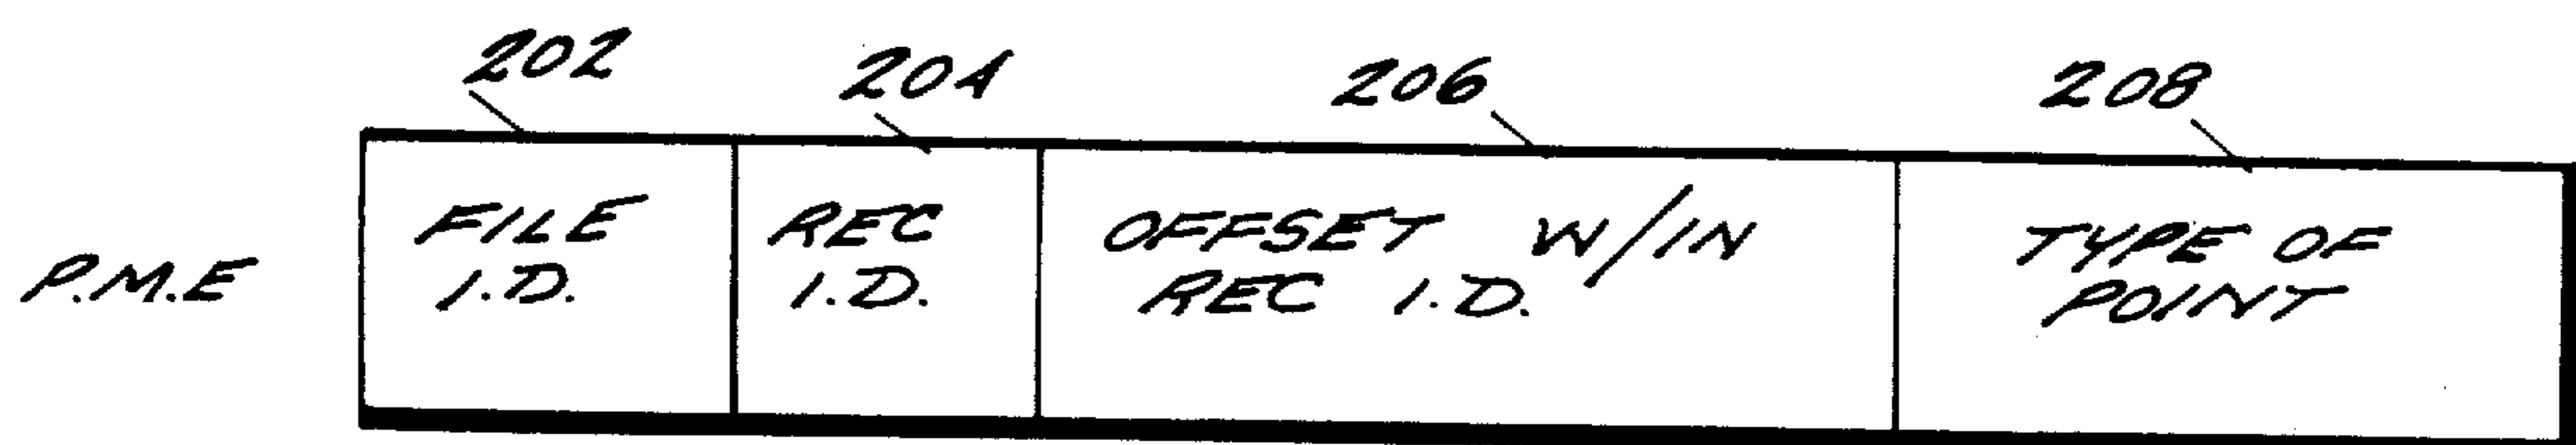 202 204 206 208
FILE I.D.
REC I.D.
OFFSET W/IN REC I.D.
TYPE OF POINT
P.M.E